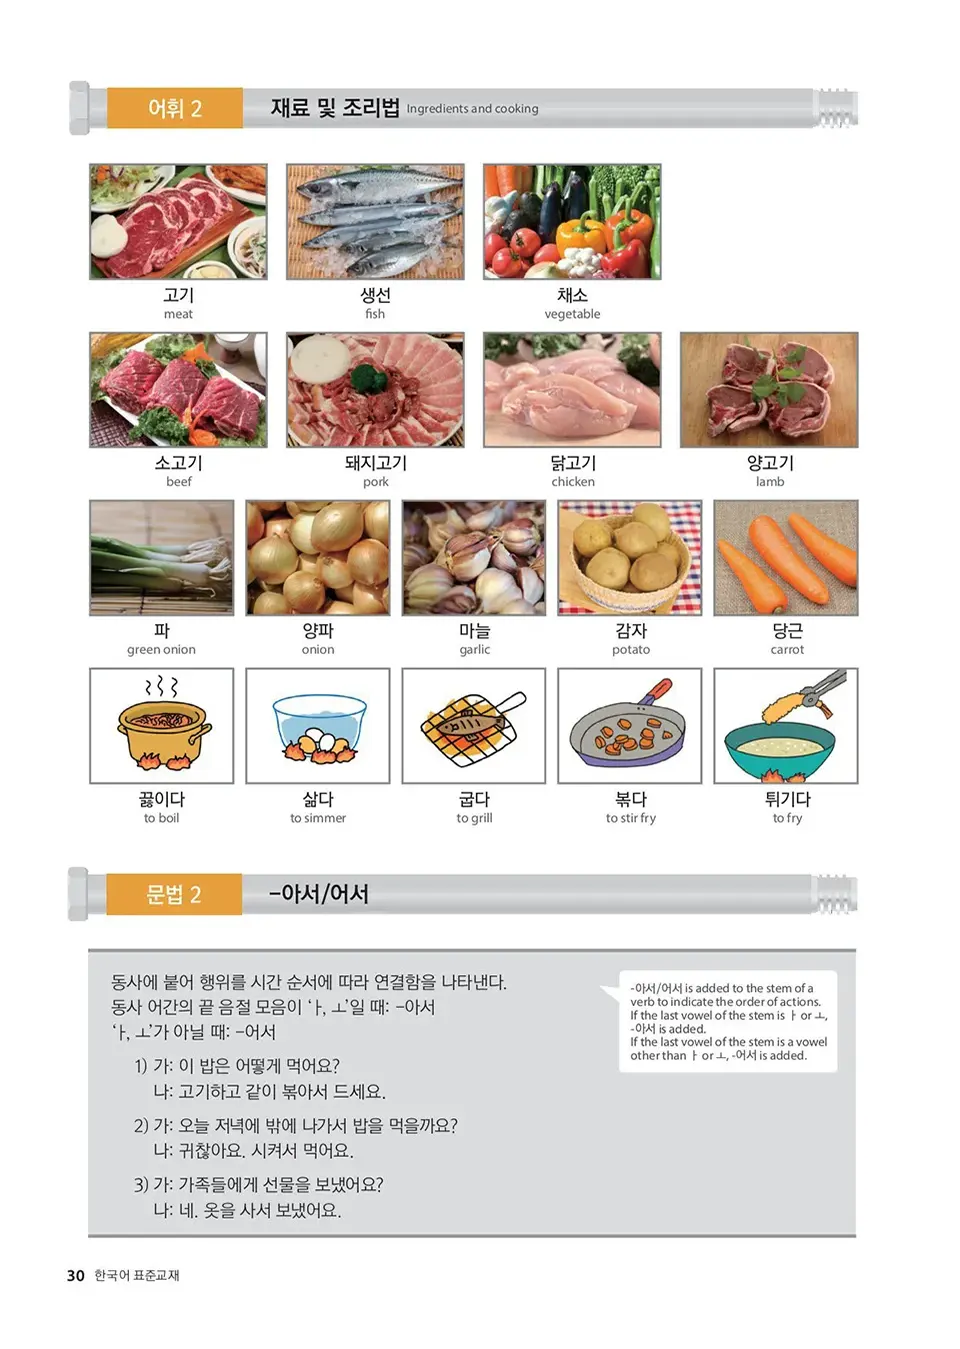 어휘 2
재료 및 조리법 Ingredients and cooking
고기 생선 채소
meat fish vegetable
소고기 돼지고기 닭고기 양고기
beef pork chicken lamb
파 양파 마늘 감자 당근
green onion onion garlic potato carrot
끓이다 삶다 굽다 볶다 튀기다
to boil to simmer to grill to stir fry to fry
문법 2
–아서/어서
동사에 붙어 행위를 시간 순서에 따라 연결함을 나타낸다.
동사 어간의 끝 음절 모음이 ‘ㅏ, ㅗ’일 때: –아서
‘ㅏ, ㅗ’가 아닐 때: –어서
-아서/어서 is added to the stem of a
verb to indicate the order of actions.
If the last vowel of the stem is ㅏ or ㅗ,
-아서 is added.
If the last vowel of the stem is a vowel
other than ㅏ or ㅗ, -어서 is added.
1) 가: 이 밥은 어떻게 먹어요?
나: 고기하고 같이 볶아서 드세요.
2) 가: 오늘 저녁에 밖에 나가서 밥을 먹을까요?
나: 귀찮아요. 시켜서 먹어요.
3) 가: 가족들에게 선물을 보냈어요?
나: 네. 옷을 사서 보냈어요.
30 한국어 표준교재